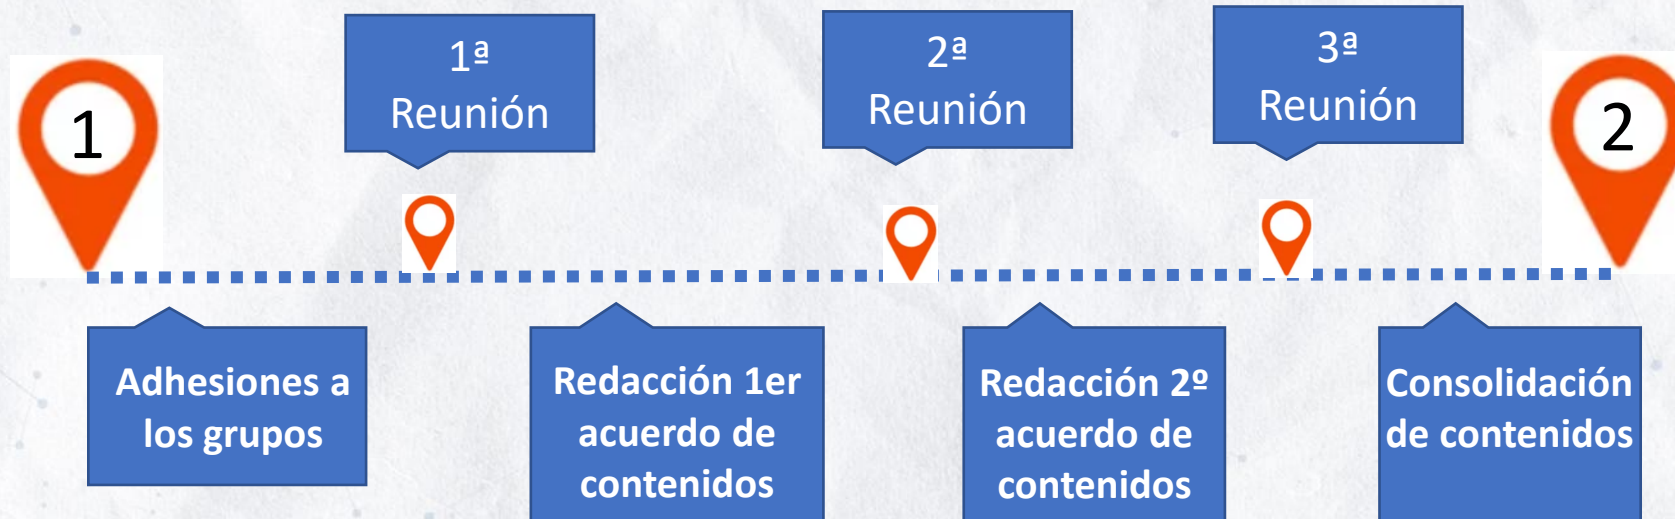 1
1ª
Reunión
2ª
Reunión
3ª
Reunión
2
Adhesiones a
los grupos
Redacción 1er
acuerdo de
contenidos
Redacción 2º
acuerdo de
contenidos
Consolidación
de contenidos